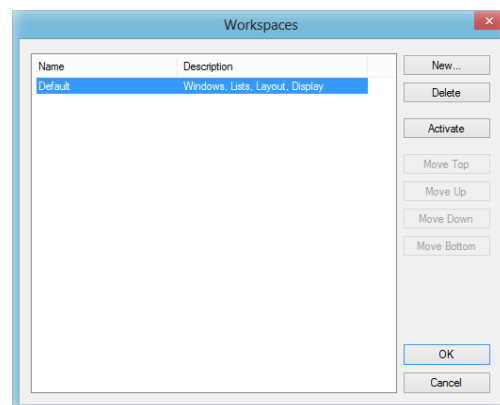 Workspaces
Name Description
Default Windows, Lists, Layout, Display
New...
Delete
Activate
Move Top
Move Up
Move Down
Move Bottom
OK
Cancel